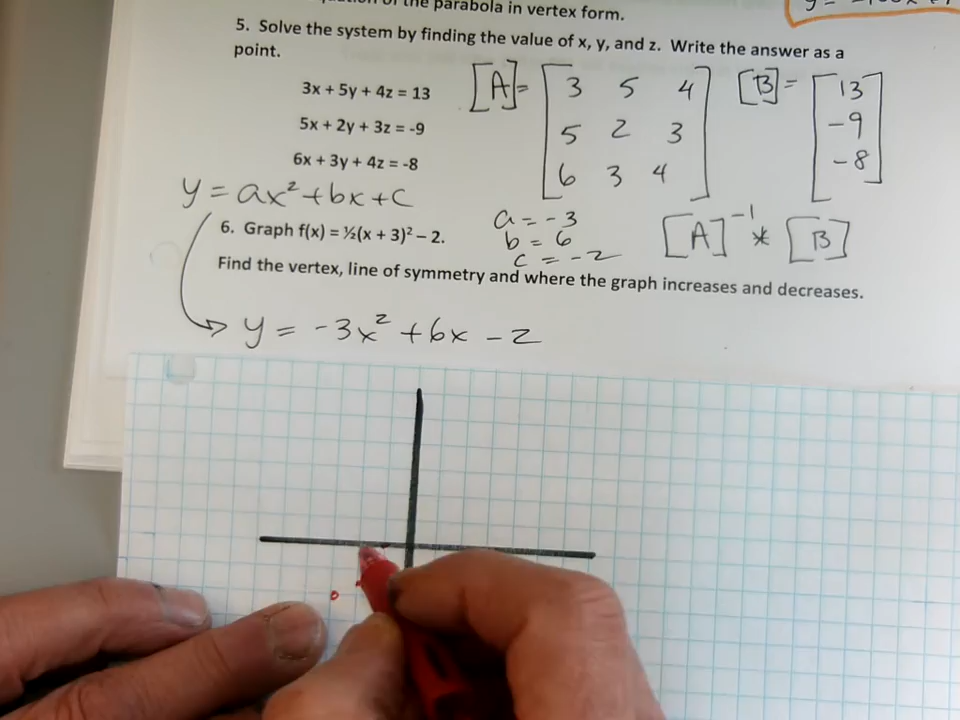 the parabola in vertex form.
5. Solve the system by finding the value of x, y, and z. Write the answer as a
point.
3x + 5y + 4z = 13
5x + 2y + 3z = -9
6x + 3y + 4z = -8
[A] = [3 5 4
5 2 3
6 3 4]
[B] = [13
-9
-8]
y = ax² + bx + c
a = -3
b = 6
c = -2
[A]⁻¹ * [B]
6. Graph f(x) = ½(x + 3)² – 2.
Find the vertex, line of symmetry and where the graph increases and decreases.
y = -3x² + 6x - 2